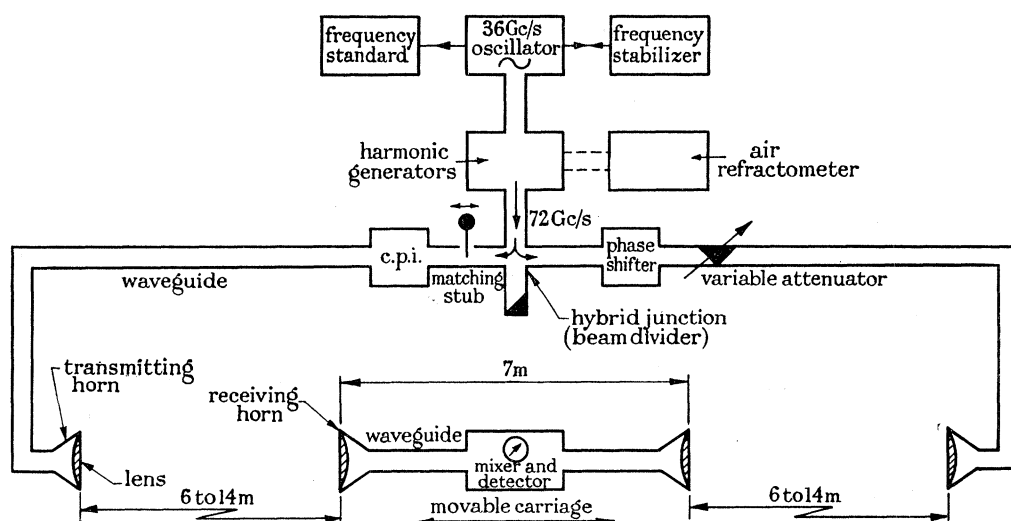 frequency
standard
36Gc/s
oscillator
frequency
stabilizer
harmonic
generators
air
refractometer
72Gc/s
c.p.i.
phase
shifter
waveguide
matching
stub
variable attenuator
hybrid junction
(beam divider)
transmitting
horn
7m
receiving
horn
waveguide
mixer and
detector
lens
6 to 14m
6 to 14m
movable carriage